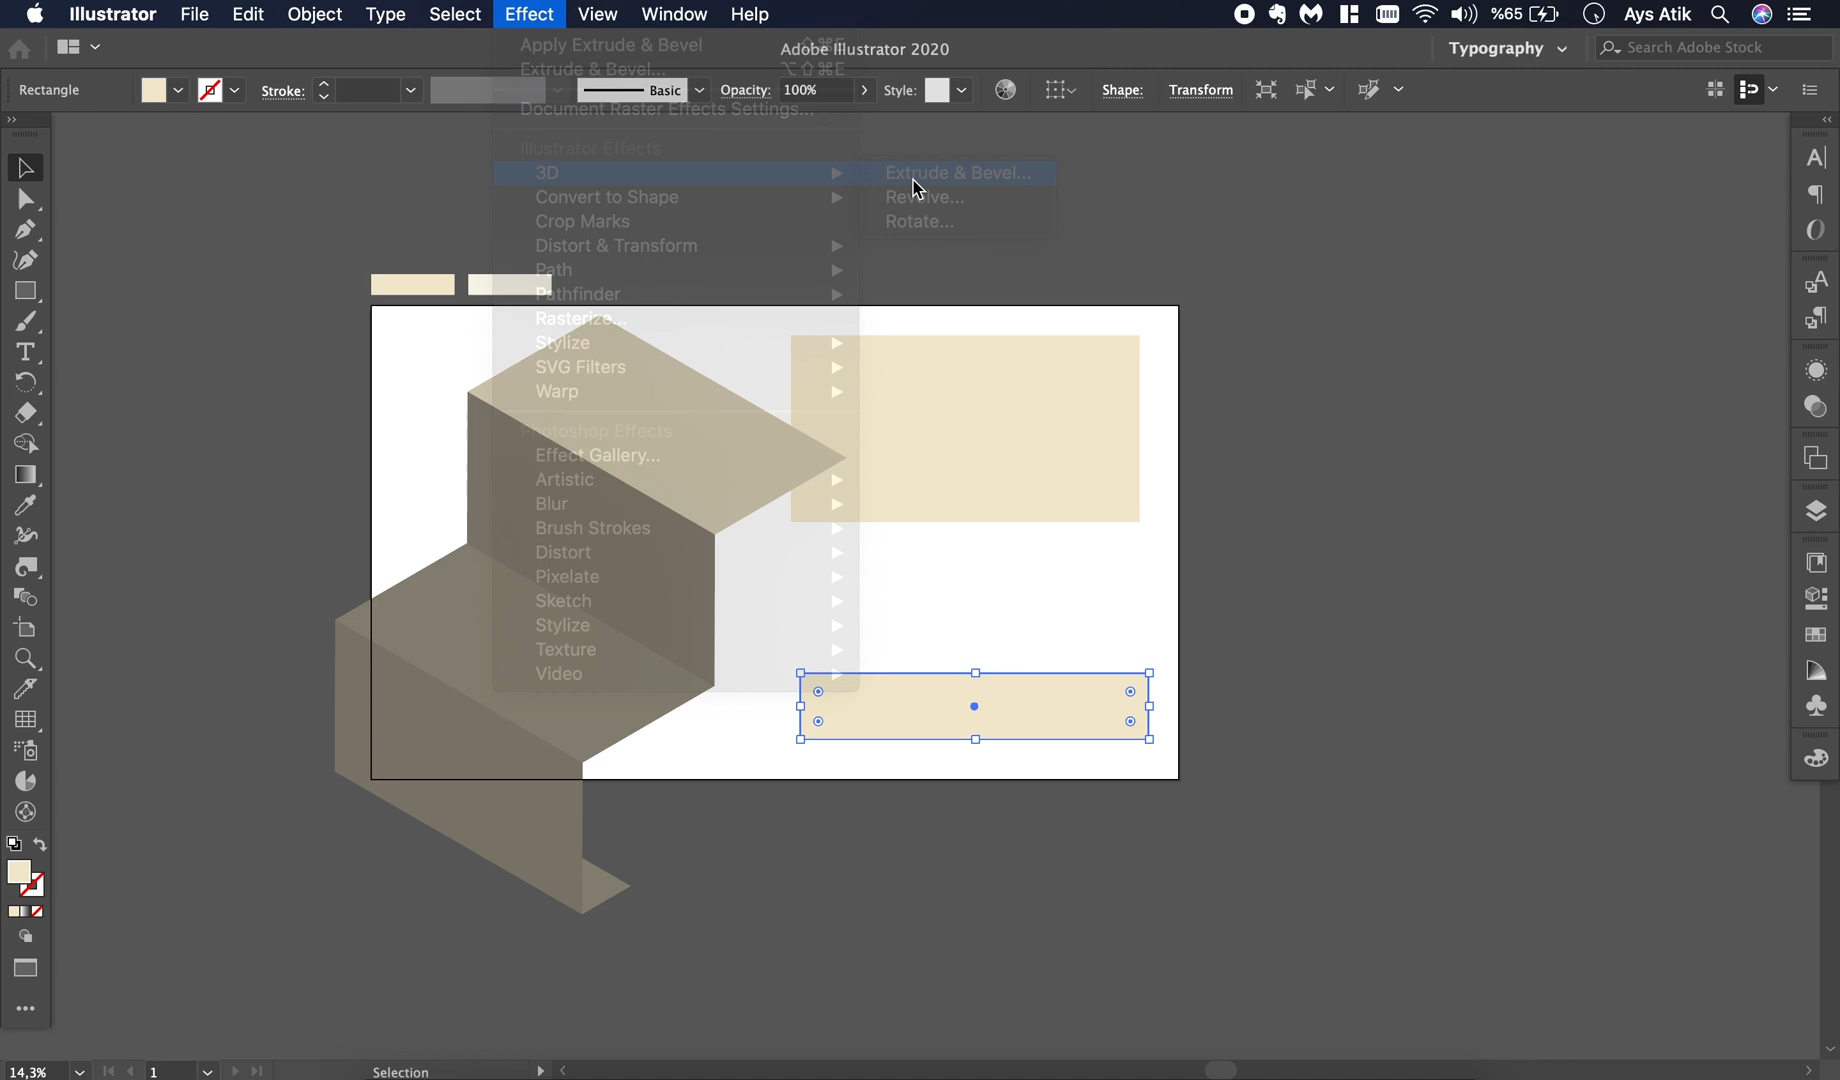 Illustrator File Edit Object Type Select Effect View Window Help %65 Ays Atik
Apply Extrude & Bevel ⇧⌘E
Adobe Illustrator 2020
Typography
Search Adobe Stock
Extrude & Bevel... ⌥⇧⌘E
Rectangle Stroke: Basic Opacity: 100% Style: Shape: Transform
Document Raster Effects Settings...
Illustrator Effects
3D
Extrude & Bevel...
Convert to Shape
Revolve...
Crop Marks
Rotate...
Distort & Transform
Path
Pathfinder
Rasterize...
Stylize
SVG Filters
Warp
Photoshop Effects
Effect Gallery...
Artistic
Blur
Brush Strokes
Distort
Pixelate
Sketch
Stylize
Texture
Video
14,3% 1 Selection